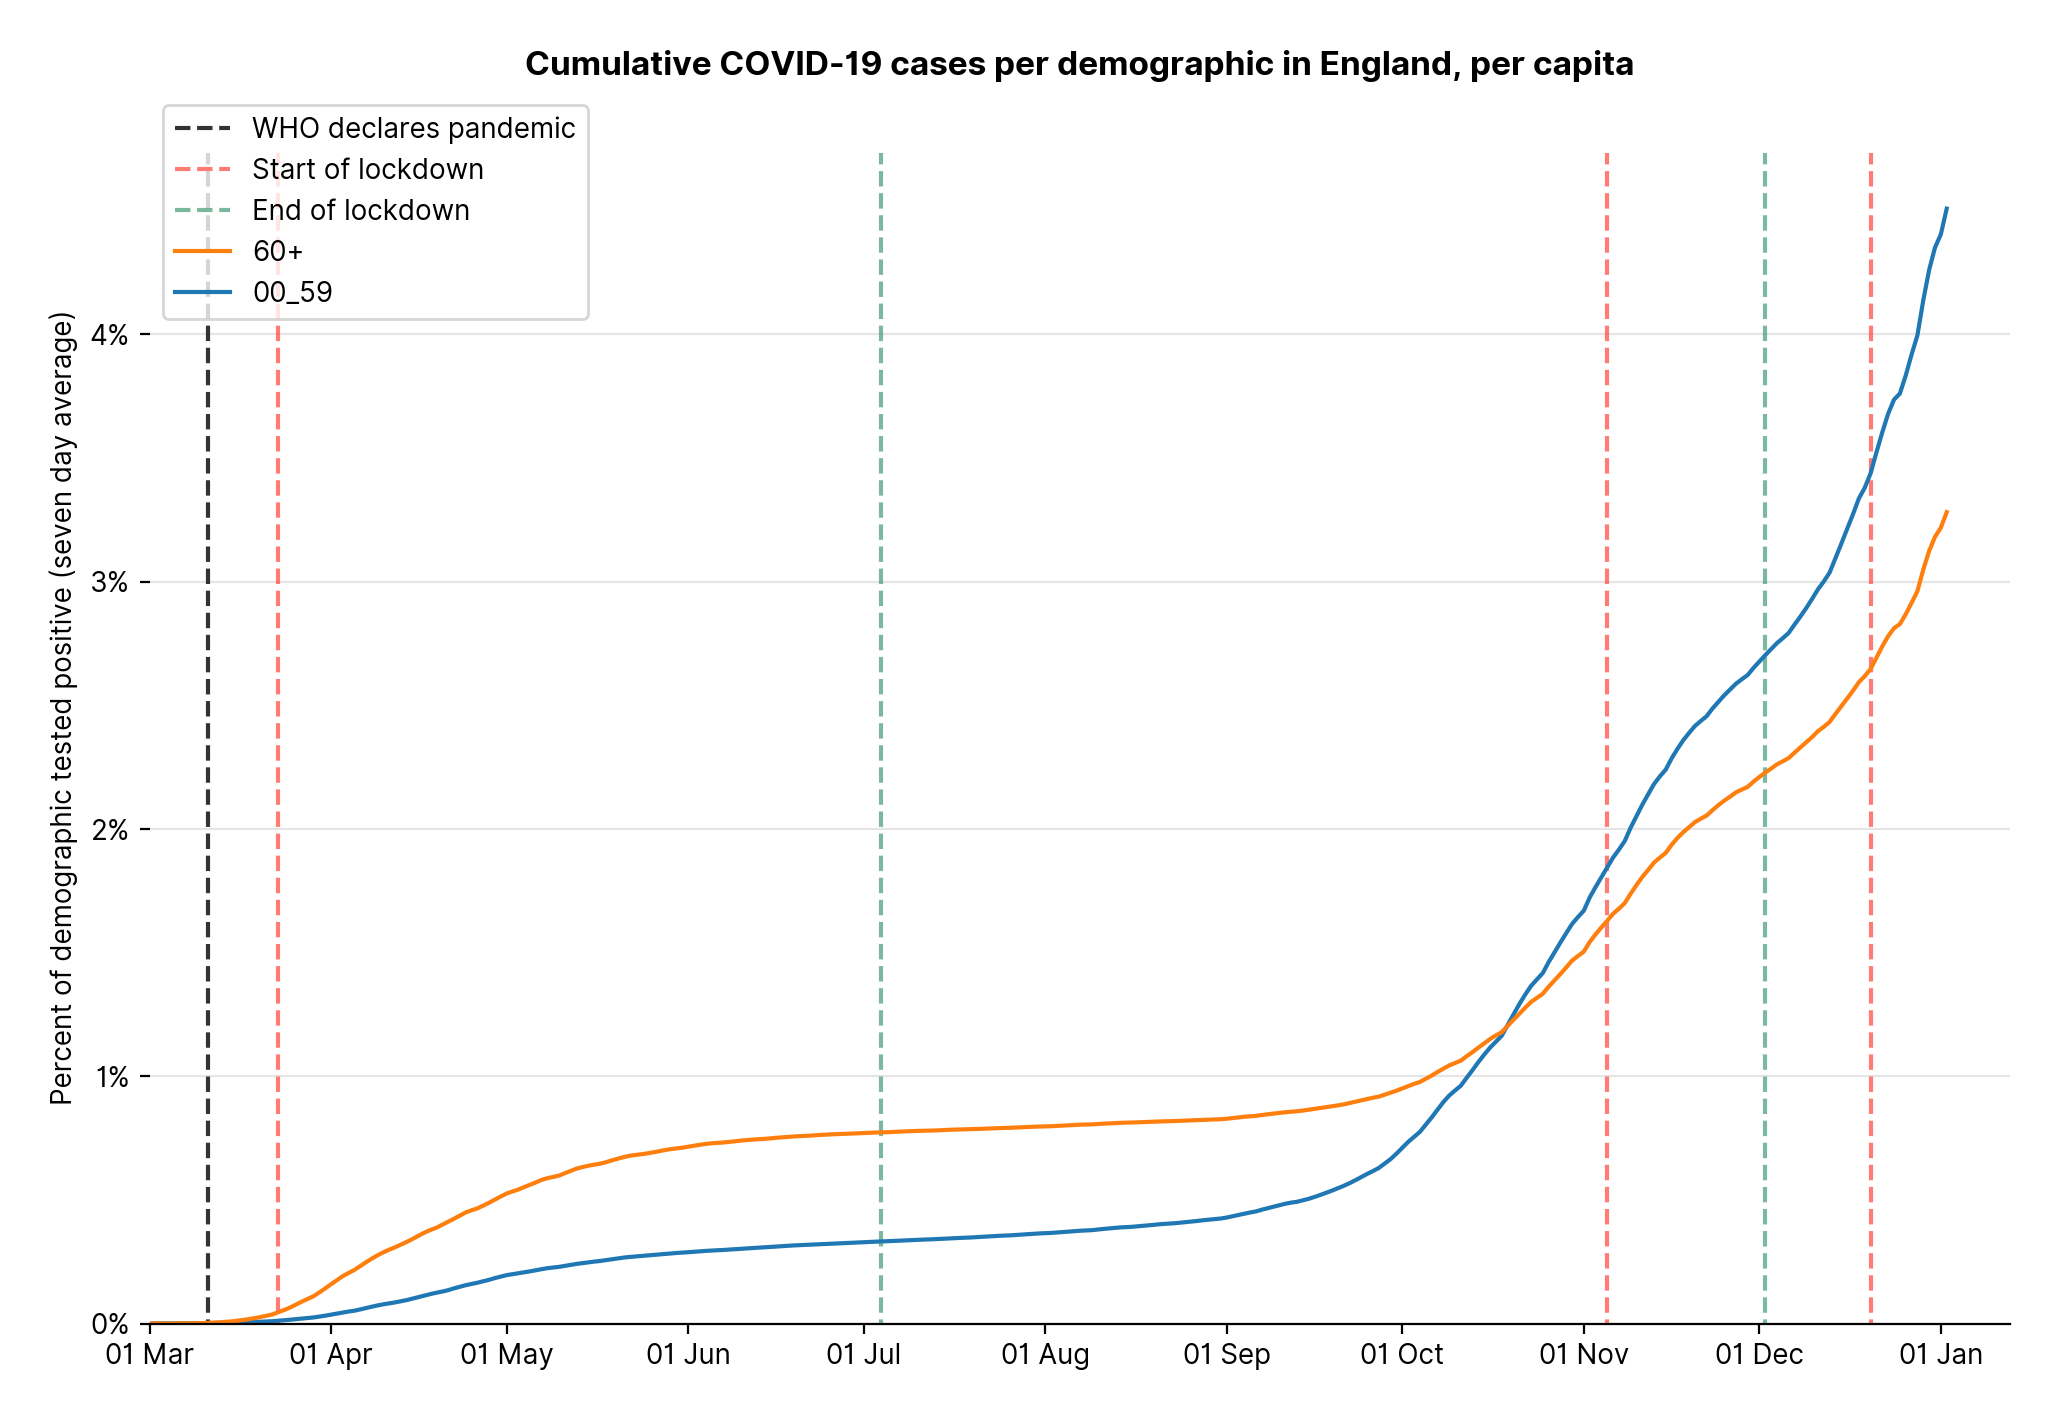 Cumulative COVID-19 cases per demographic in England, per capita
WHO declares pandemic
Start of lockdown
End of lockdown
60+
00_59
Percent of demographic tested positive (seven day average)
4%
3%
2%
1%
0%
01 Mar 01 Apr 01 May 01 Jun 01 Jul 01 Aug 01 Sep 01 Oct 01 Nov 01 Dec 01 Jan